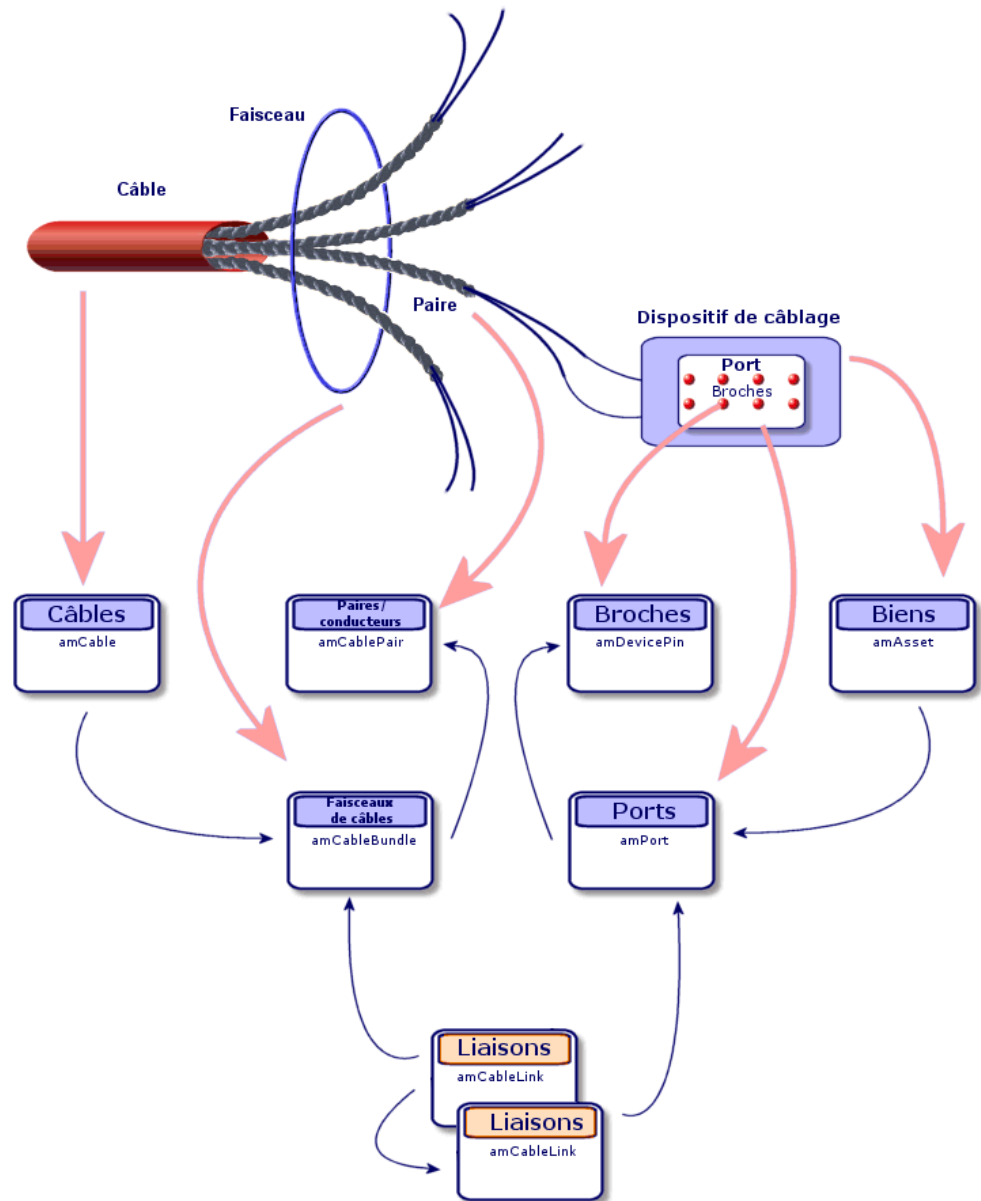 Faisceau
Câble
Paire
Dispositif de câblage
Port
Broches
Câbles
amCable
Paires/
conducteurs
amCablePair
Broches
amDevicePin
Biens
amAsset
Faisceaux
de câbles
amCableBundle
Ports
amPort
Liaisons
amCableLink
Liaisons
amCableLink